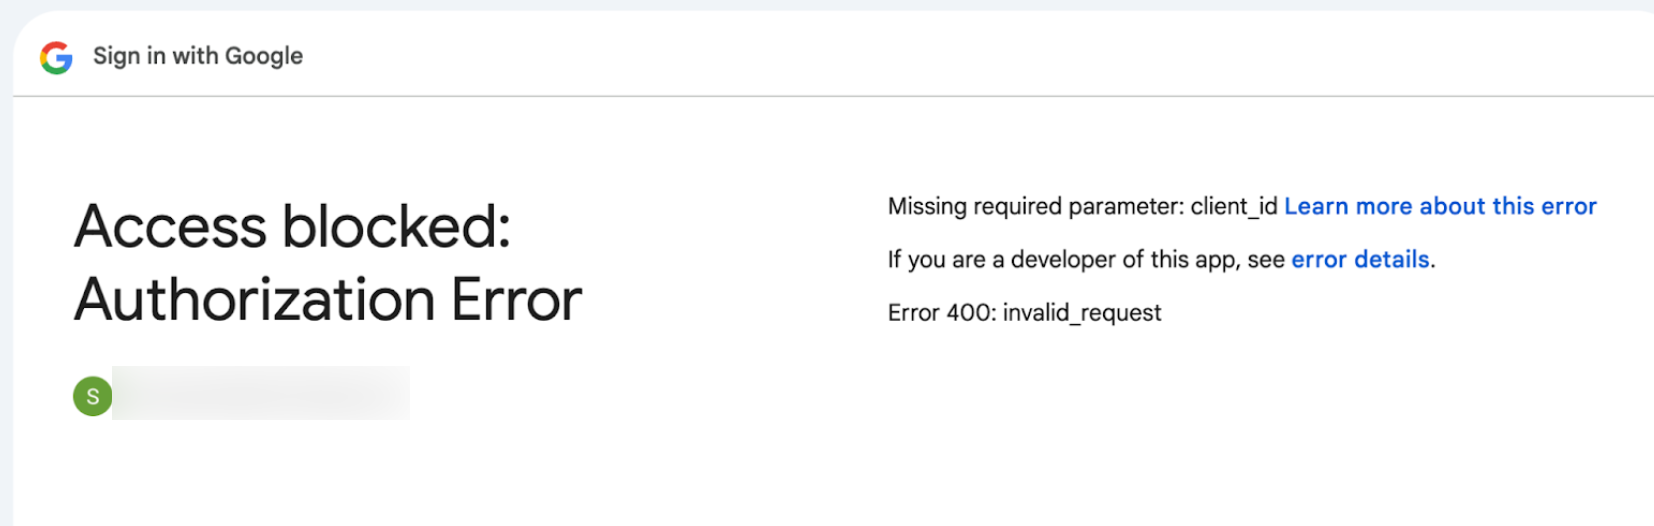 Sign in with Google
Access blocked:
Authorization Error
S
Missing required parameter: client_id Learn more about this error
If you are a developer of this app, see error details.
Error 400: invalid_request